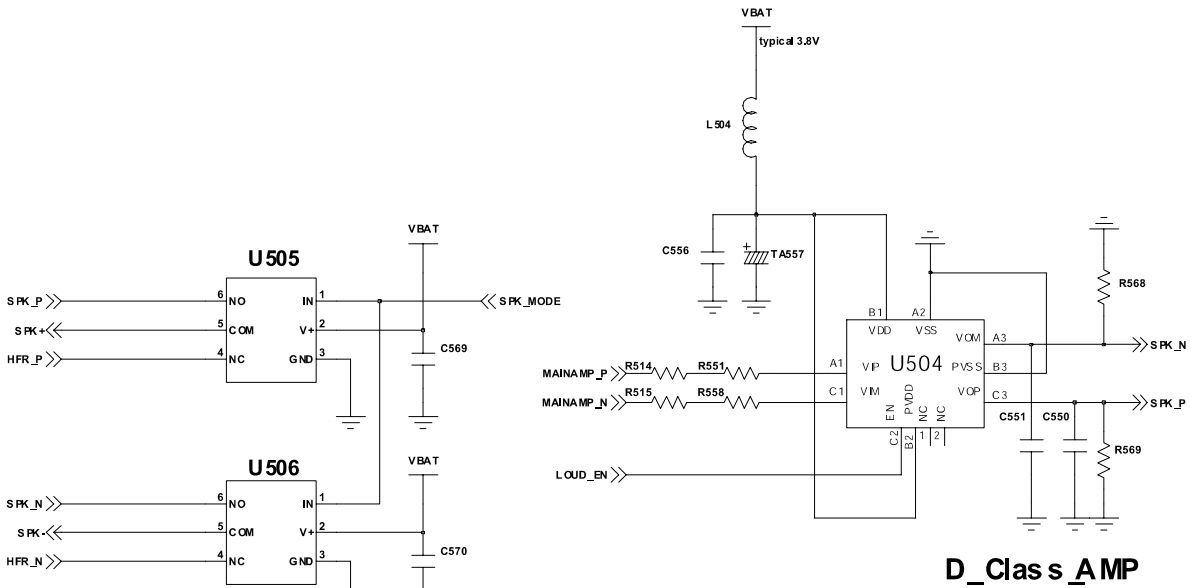 VBAT
typical 3.8V
L504
C556
+
TA557
R568
B1
A2
VDD
VSS
U504
A1
VIP
C1
VIM
VOM
A3
PVSS
B3
VOP
C3
EN
PVDD
NC
NC
C2
B2
1
2
MAINAMP_P
R514
R551
MAINAMP_N
R515
R558
LOUD_EN
SPK_N
SPK_P
C551
C550
R569
D_Class_AMP
VBAT
U505
SPK_P
6
NO
IN
1
SPK_MODE
SPK+
5
COM
V+
2
HFR_P
4
NC
GND
3
C569
VBAT
U506
SPK_N
6
NO
IN
1
SPK-
5
COM
V+
2
HFR_N
4
NC
GND
3
C570